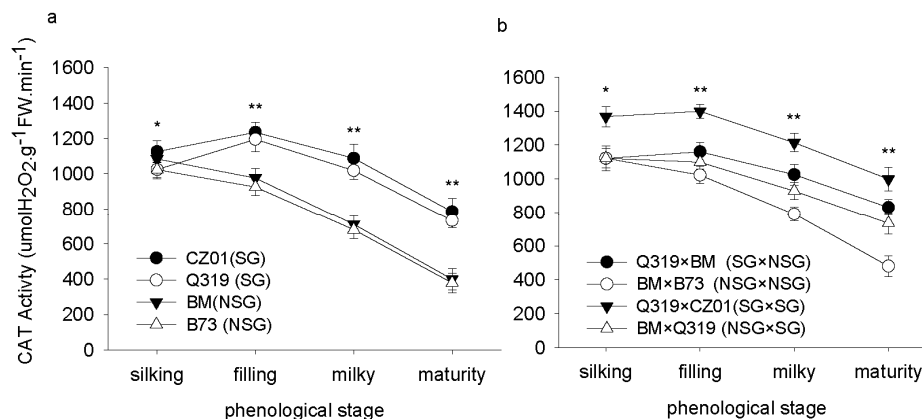 a
CAT Activty (umolH2O2.g-1FW.min-1)
1600
1400
1200
1000
800
600
400
200
0
*
**
**
**
CZ01(SG)
Q319 (SG)
BM(NSG)
B73 (NSG)
silking filling milky maturity
phenological stage
b
1600
1400
1200
1000
800
600
400
200
0
*
**
**
**
Q319×BM (SG×NSG)
BM×B73 (NSG×NSG)
Q319×CZ01(SG×SG)
BM×Q319 (NSG×SG)
silking filling milky maturity
phenological stage